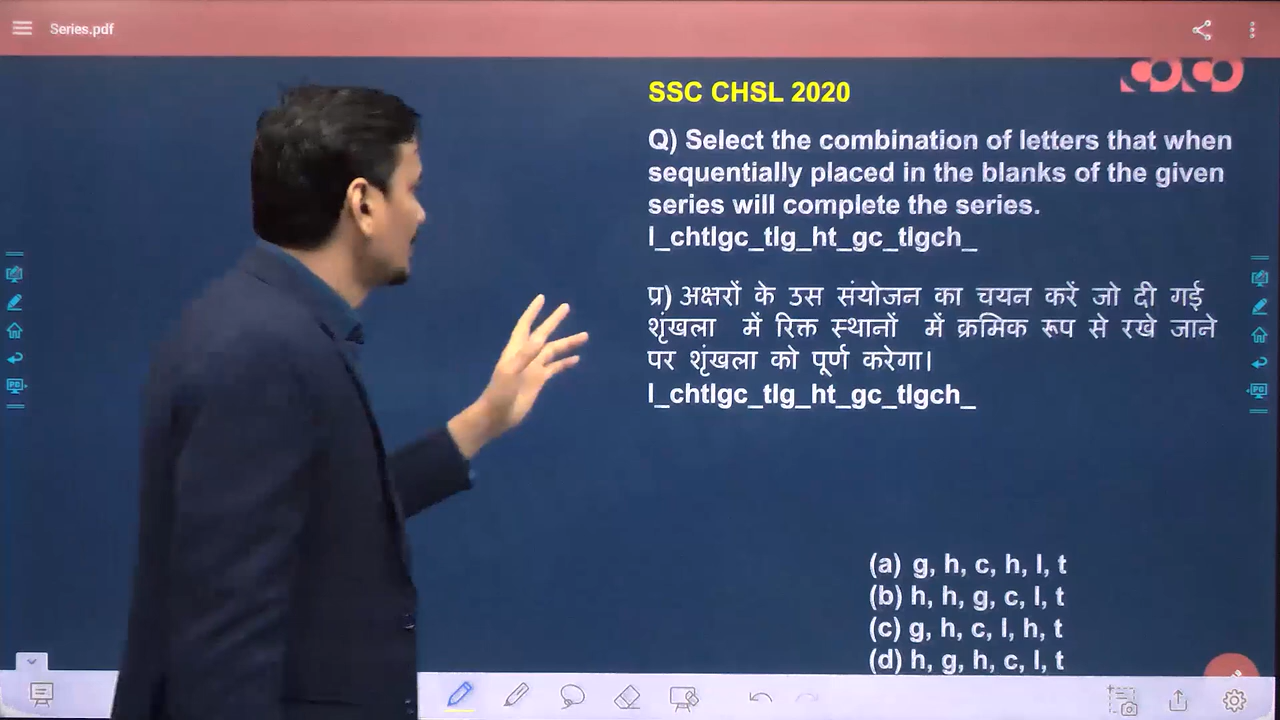 Series.pdf
SSC CHSL 2020
Q) Select the combination of letters that when
sequentially placed in the blanks of the given
series will complete the series.
l_chtlgc_tlg_ht_gc_tlgch_
प्र) अक्षरों के उस संयोजन का चयन करें जो दी गई
शृंखला में रिक्त स्थानों में क्रमिक रूप से रखे जाने
पर शृंखला को पूर्ण करेगा।
l_chtlgc_tlg_ht_gc_tlgch_
(a) g, h, c, h, l, t
(b) h, h, g, c, l, t
(c) g, h, c, l, h, t
(d) h, g, h, c, l, t